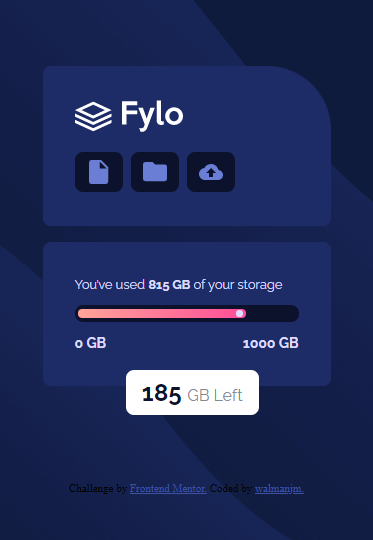 Fylo
You've used 815 GB of your storage
0 GB 1000 GB
185 GB Left
Challenge by Frontend Mentor. Coded by walmanjm.